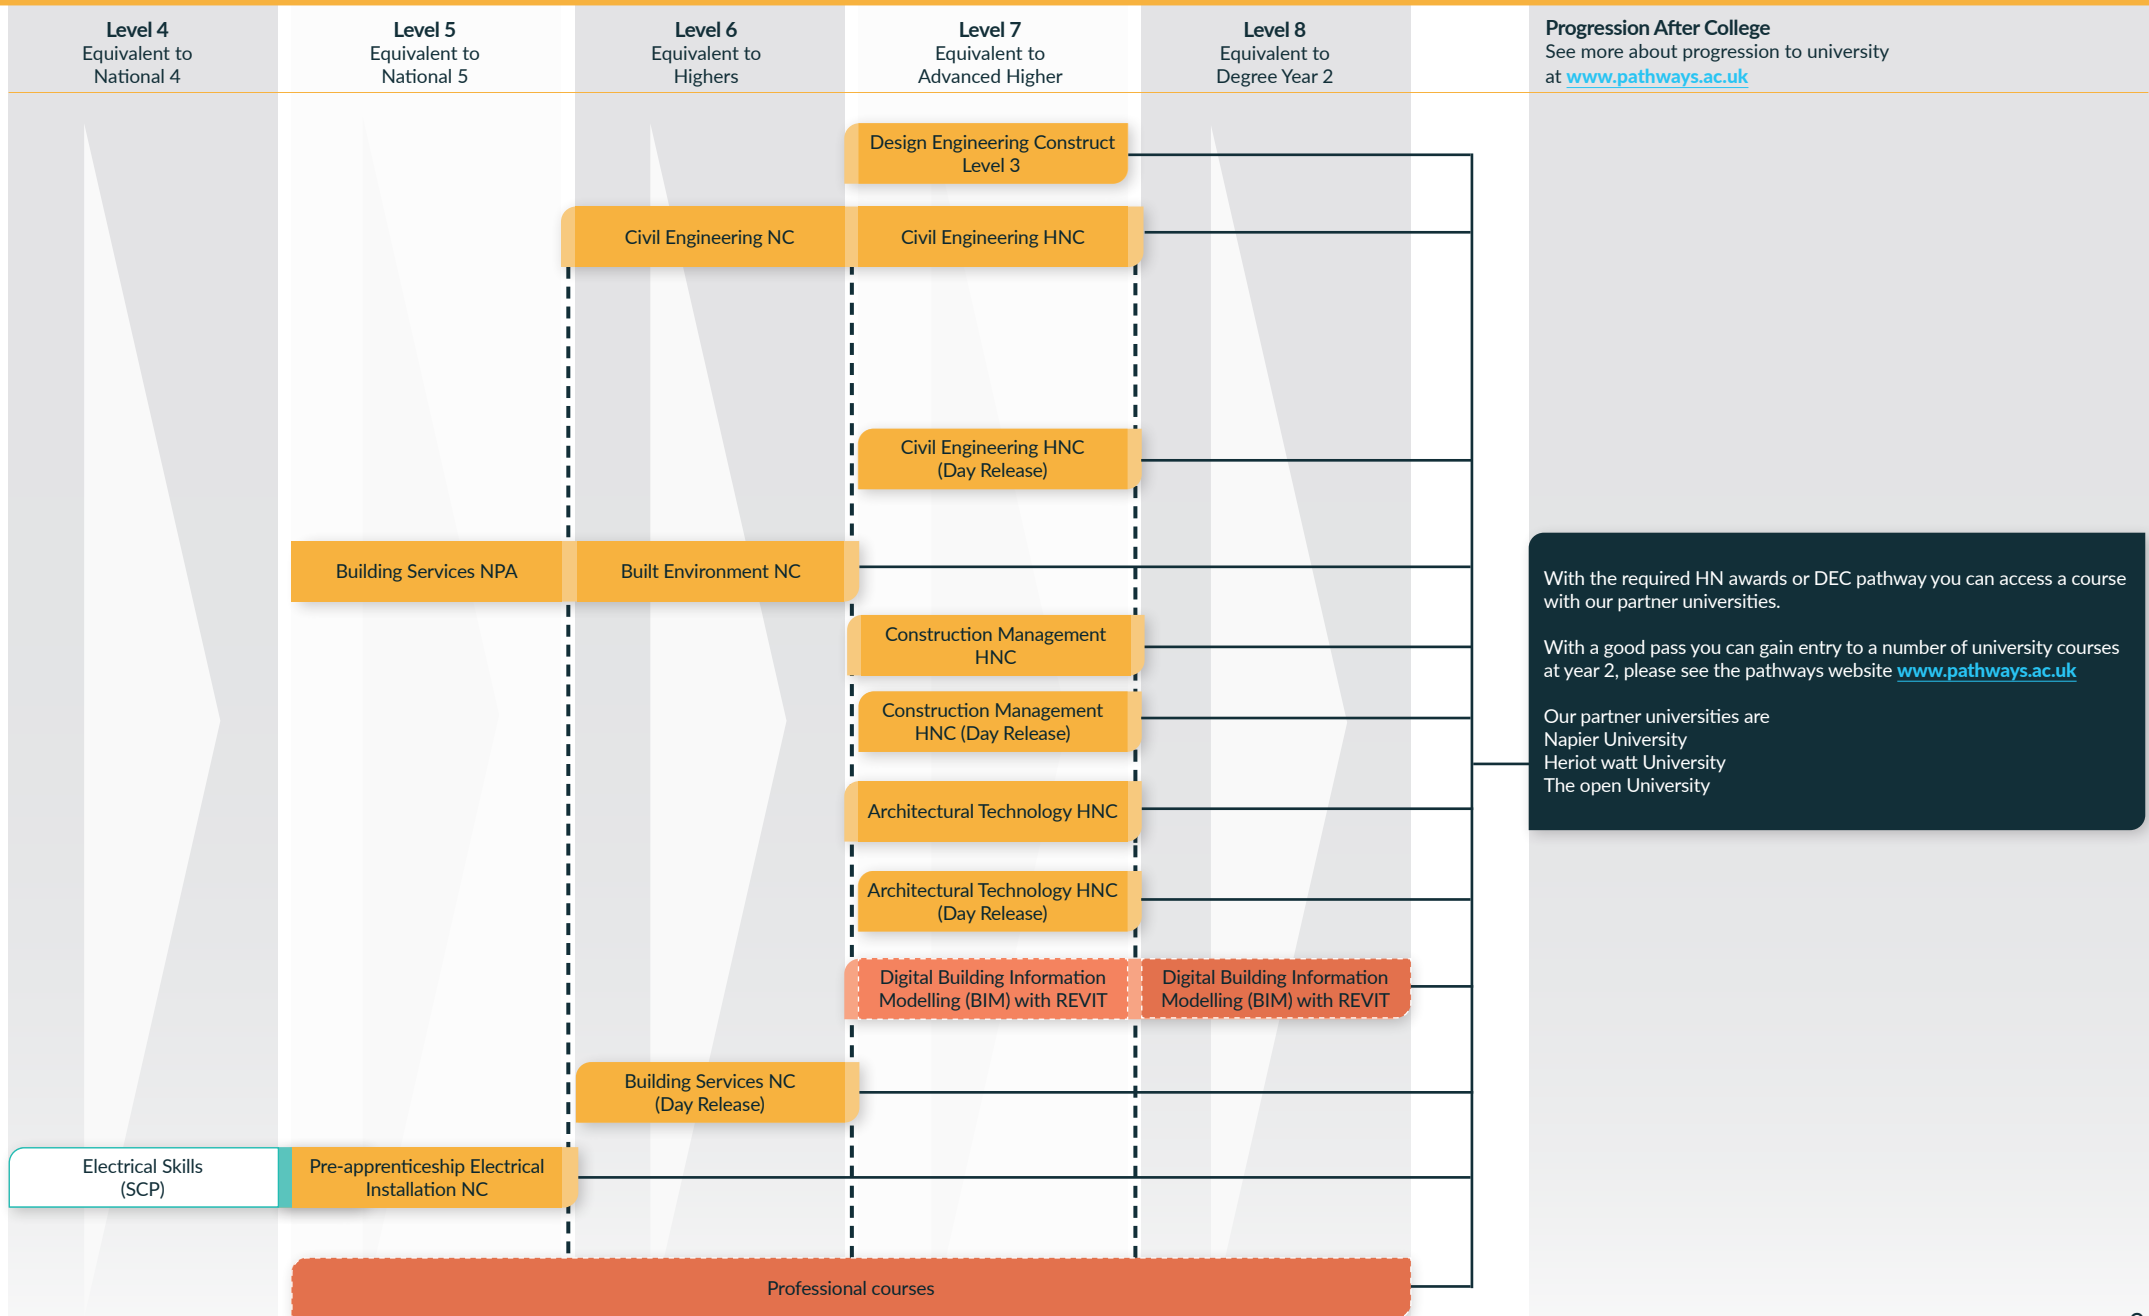 Level 4
Equivalent to
National 4
Level 5
Equivalent to
National 5
Level 6
Equivalent to
Highers
Level 7
Equivalent to
Advanced Higher
Level 8
Equivalent to
Degree Year 2
Progression After College
See more about progression to university
at www.pathways.ac.uk
Design Engineering Construct
Level 3
Civil Engineering NC
Civil Engineering HNC
Civil Engineering HNC
(Day Release)
Building Services NPA
Built Environment NC
Construction Management
HNC
Construction Management
HNC (Day Release)
Architectural Technology HNC
Architectural Technology HNC
(Day Release)
Digital Building Information
Modelling (BIM) with REVIT
Digital Building Information
Modelling (BIM) with REVIT
Building Services NC
(Day Release)
Electrical Skills
(SCP)
Pre-apprenticeship Electrical
Installation NC
Professional courses
With the required HN awards or DEC pathway you can access a course
with our partner universities.
With a good pass you can gain entry to a number of university courses
at year 2, please see the pathways website www.pathways.ac.uk
Our partner universities are
Napier University
Heriot watt University
The open University